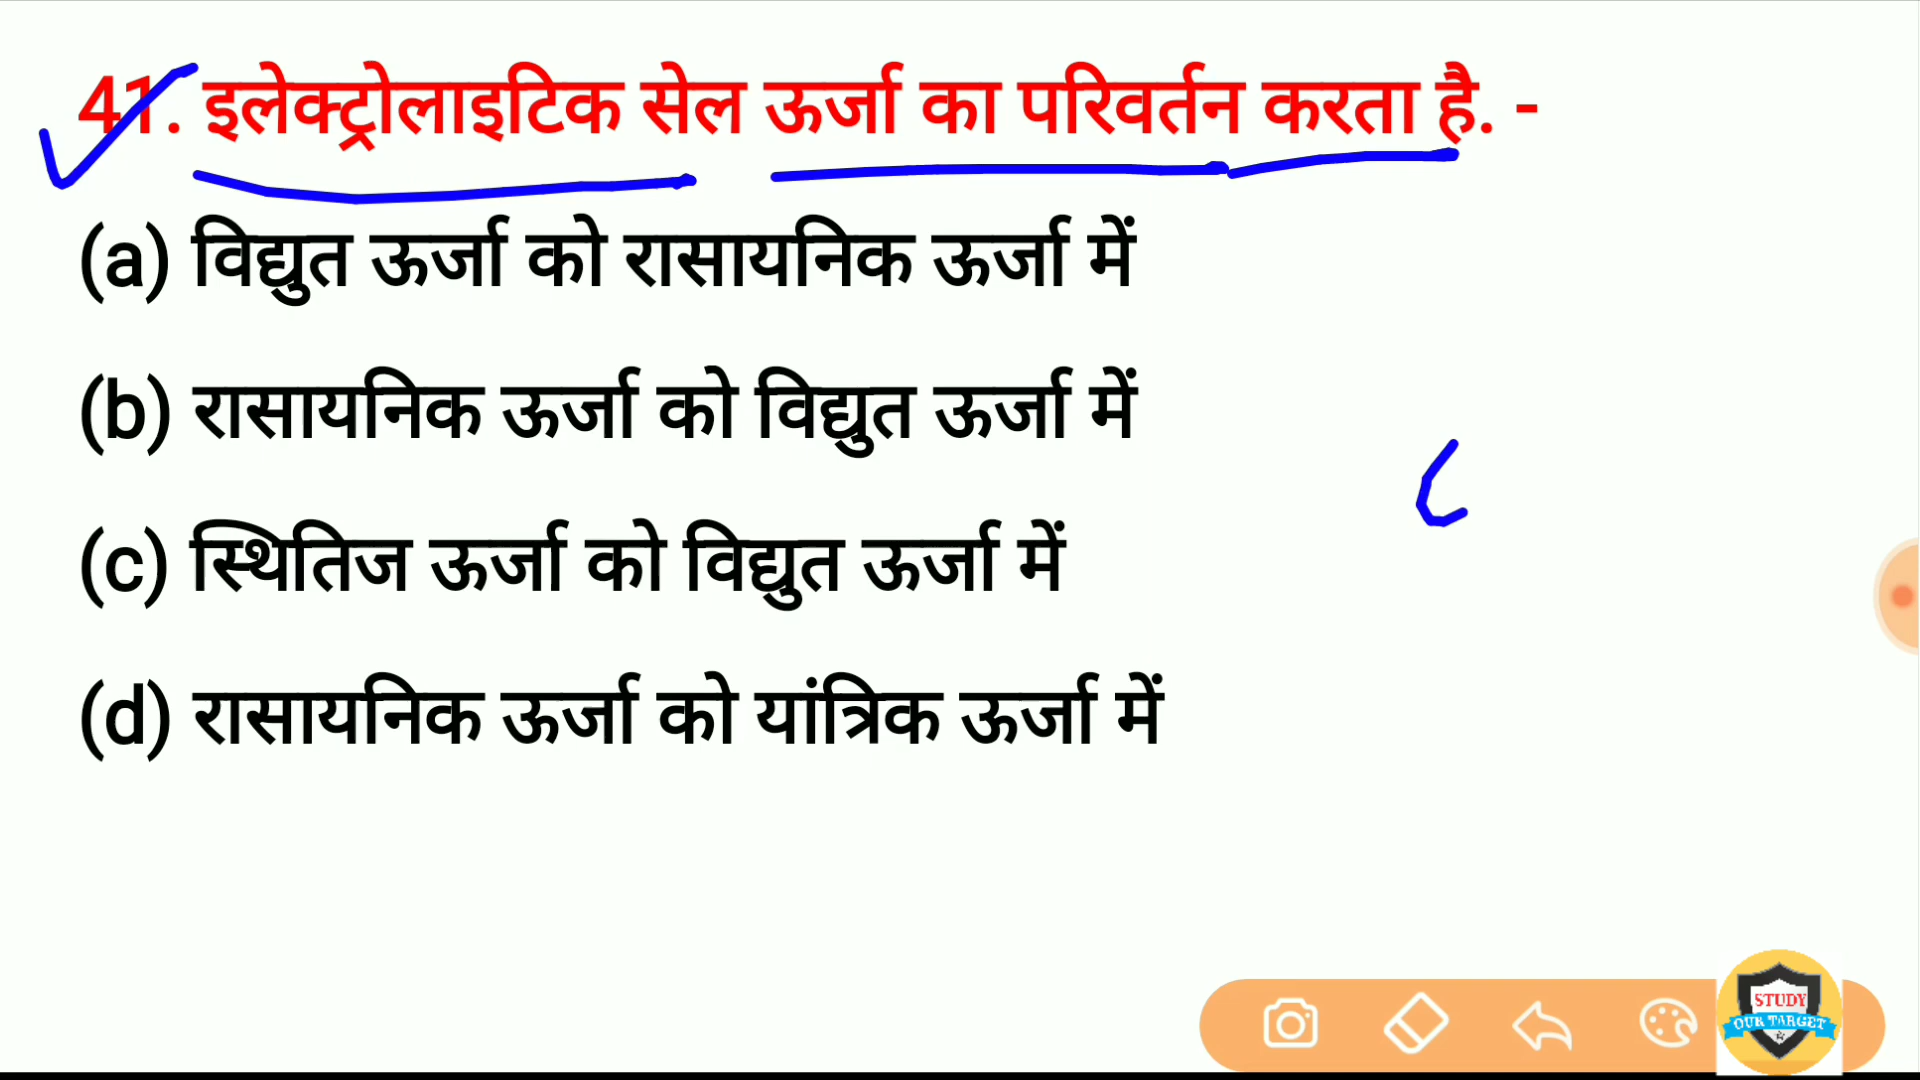 41. इलेक्ट्रोलाइटिक सेल ऊर्जा का परिवर्तन करता है. -
(a) विद्युत ऊर्जा को रासायनिक ऊर्जा में
(b) रासायनिक ऊर्जा को विद्युत ऊर्जा में
(c) स्थितिज ऊर्जा को विद्युत ऊर्जा में
(d) रासायनिक ऊर्जा को यांत्रिक ऊर्जा में
STUDY
OUR TARGET